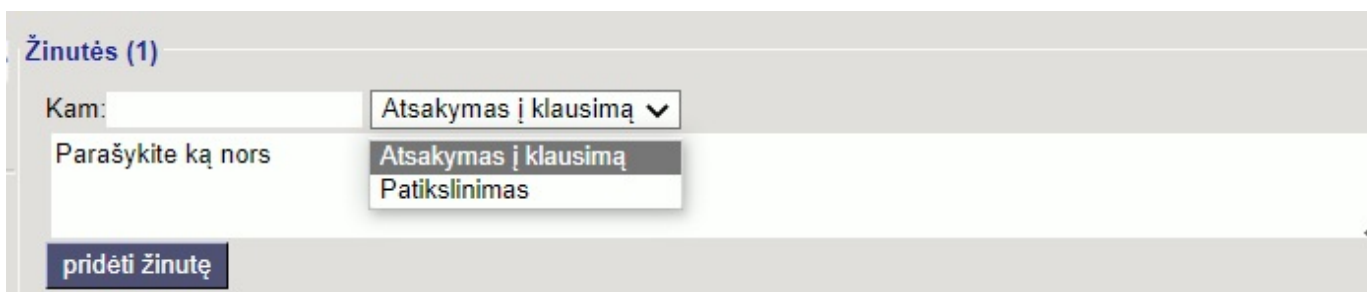 Žinutės (1)
Kam: Atsakymas į klausimą
Parašykite ką nors
Atsakymas į klausimą
Patikslinimas
pridėti žinutę